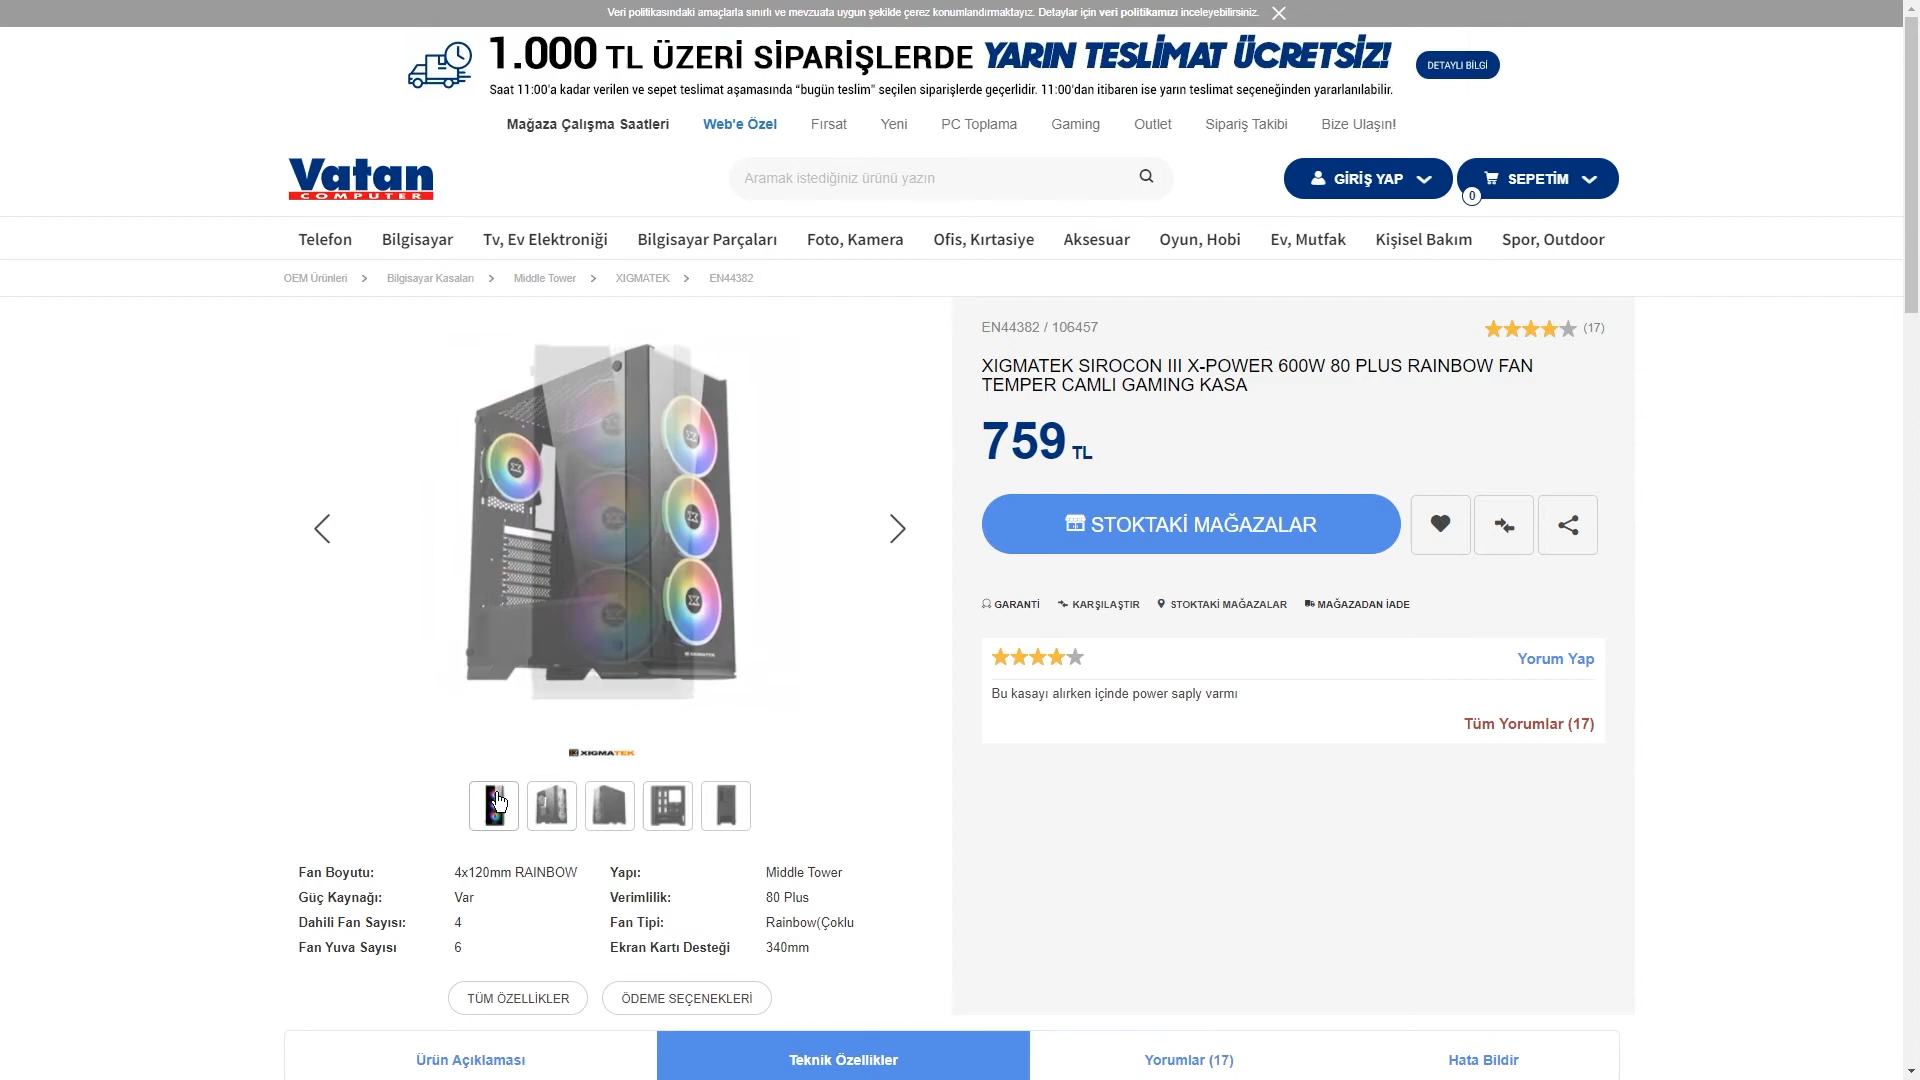 Veri politikasındaki amaçlarla sınırlı ve mevzuata uygun şekilde çerez konumlandırmaktayız. Detaylar için veri politikamızı inceleyebilirsiniz.
1.000 TL ÜZERİ SİPARİŞLERDE YARIN TESLİMAT ÜCRETSİZ!
DETAYLI BİLGİ
Saat 11:00'a kadar verilen ve sepet teslimat aşamasında "bugün teslim" seçilen siparişlerde geçerlidir. 11:00'dan itibaren ise yarın teslimat seçeneğinden yararlanılabilir.
Mağaza Çalışma Saatleri Web'e Özel Fırsat Yeni PC Toplama Gaming Outlet Sipariş Takibi Bize Ulaşın!
Vatan
COMPUTER
Aramak istediğiniz ürünü yazın
GİRİŞ YAP
SEPETİM
0
Telefon Bilgisayar Tv, Ev Elektroniği Bilgisayar Parçaları Foto, Kamera Ofis, Kırtasiye Aksesuar Oyun, Hobi Ev, Mutfak Kişisel Bakım Spor, Outdoor
OEM Ürünleri > Bilgisayar Kasaları > Middle Tower > XIGMATEK > EN44382
EN44382 / 106457
(17)
XIGMATEK SIROCON III X-POWER 600W 80 PLUS RAINBOW FAN
TEMPER CAMLI GAMING KASA
759 TL
STOKTAKİ MAĞAZALAR
GARANTİ KARŞILAŞTIR STOKTAKİ MAĞAZALAR MAĞAZADAN İADE
Yorum Yap
Bu kasayı alırken içinde power saply varmı
Tüm Yorumlar (17)
XIGMATEK
XIGMATEK
Fan Boyutu: 4x120mm RAINBOW Yapı: Middle Tower
Güç Kaynağı: Var Verimlilik: 80 Plus
Dahili Fan Sayısı: 4 Fan Tipi: Rainbow(Çoklu
Fan Yuva Sayısı 6 Ekran Kartı Desteği 340mm
TÜM ÖZELLİKLER
ÖDEME SEÇENEKLERİ
Ürün Açıklaması Teknik Özellikler Yorumlar (17) Hata Bildir